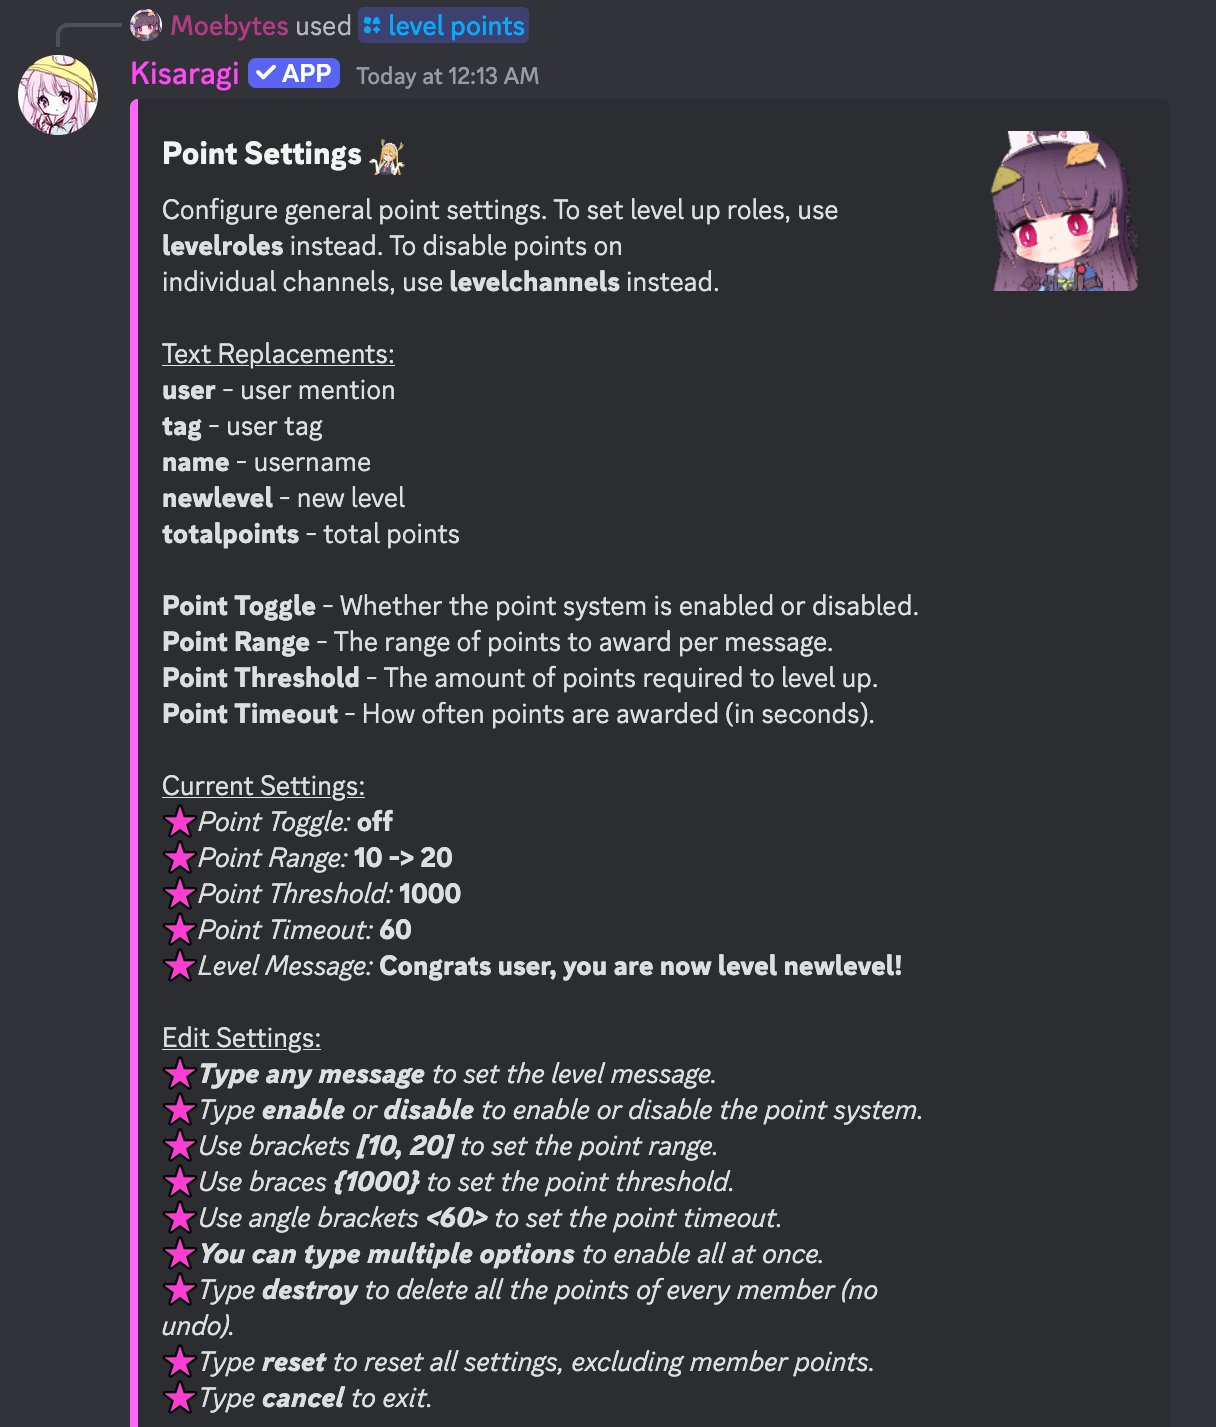 Moebytes used level points
Kisaragi APP Today at 12:13 AM
Point Settings
Configure general point settings. To set level up roles, use
levelroles instead. To disable points on
individual channels, use levelchannels instead.
Text Replacements:
user - user mention
tag - user tag
name - username
newlevel - new level
totalpoints - total points
Point Toggle - Whether the point system is enabled or disabled.
Point Range - The range of points to award per message.
Point Threshold - The amount of points required to level up.
Point Timeout - How often points are awarded (in seconds).
Current Settings:
Point Toggle: off
Point Range: 10 -> 20
Point Threshold: 1000
Point Timeout: 60
Level Message: Congrats user, you are now level newlevel!
Edit Settings:
Type any message to set the level message.
Type enable or disable to enable or disable the point system.
Use brackets [10, 20] to set the point range.
Use braces {1000} to set the point threshold.
Use angle brackets <60> to set the point timeout.
You can type multiple options to enable all at once.
Type destroy to delete all the points of every member (no
undo).
Type reset to reset all settings, excluding member points.
Type cancel to exit.